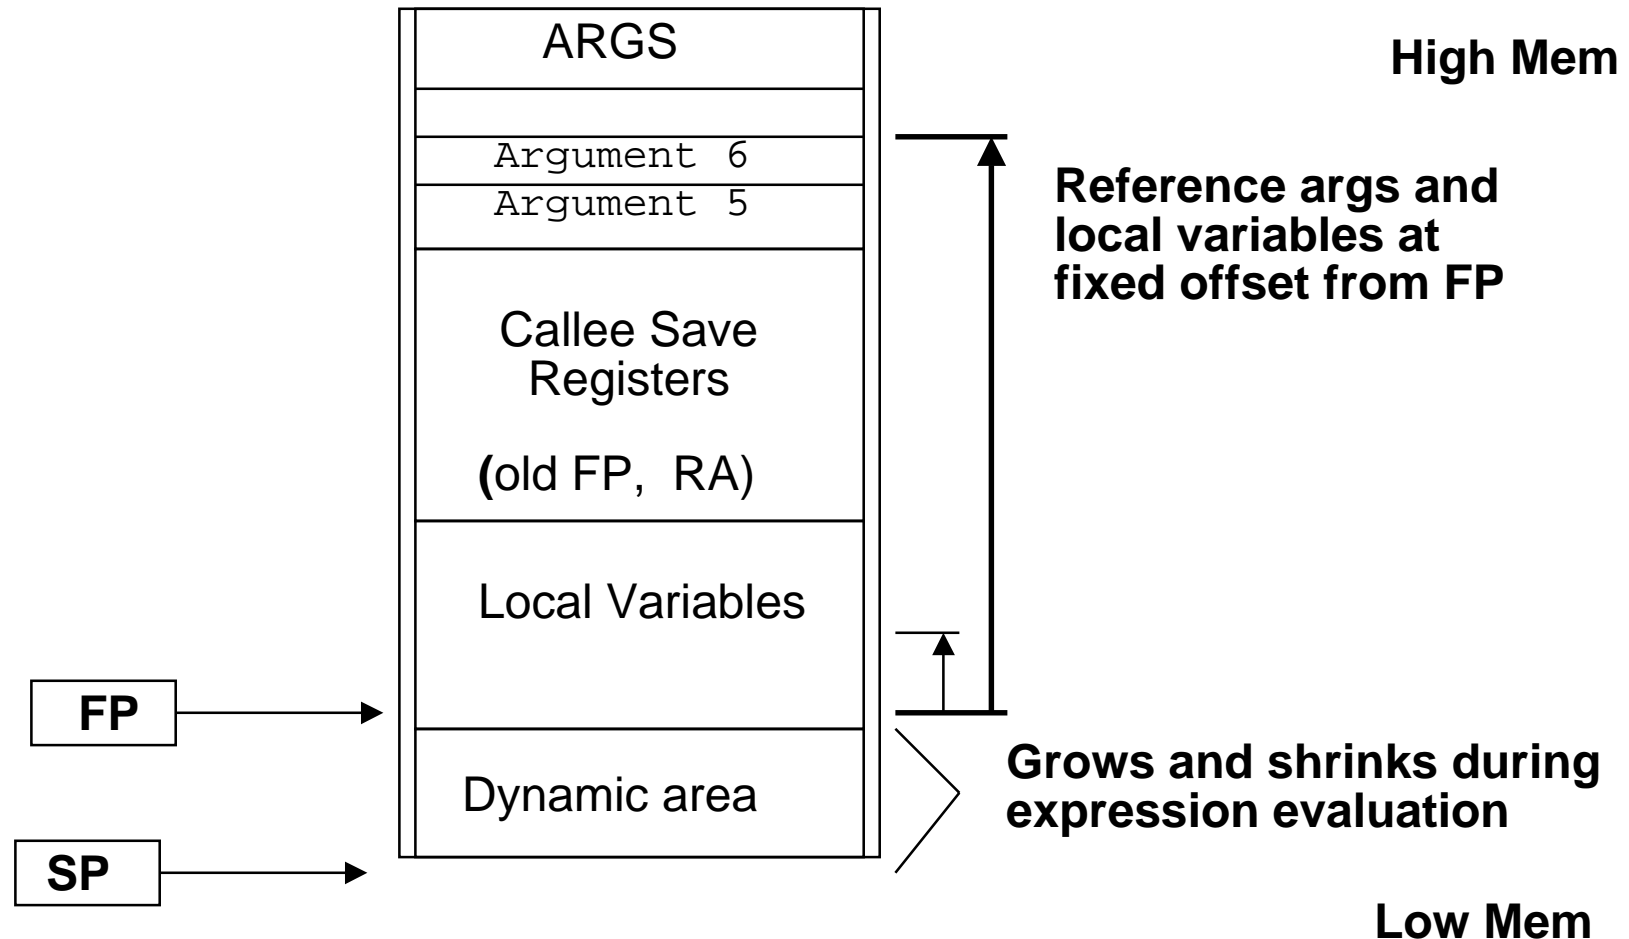 ARGS
High Mem
Argument 6
Argument 5
Reference args and
local variables at
fixed offset from FP
Callee Save
Registers
(old FP, RA)
Local Variables
FP
Grows and shrinks during
expression evaluation
Dynamic area
SP
Low Mem